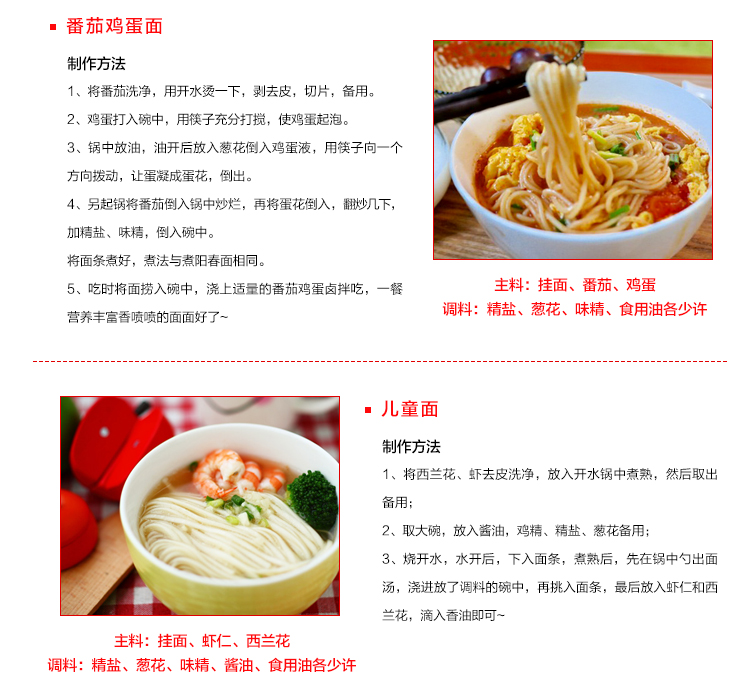 番茄鸡蛋面
制作方法
1、将番茄洗净，用开水烫一下，剥去皮，切片，备用。
2、鸡蛋打入碗中，用筷子充分打搅，使鸡蛋起泡。
3、锅中放油，油开后放入葱花倒入鸡蛋液，用筷子向一个
方向拨动，让蛋凝成蛋花，倒出。
4、另起锅将番茄倒入锅中炒烂，再将蛋花倒入，翻炒几下，
加精盐、味精，倒入碗中。
将面条煮好，煮法与煮阳春面相同。
5、吃时将面捞入碗中，浇上适量的番茄鸡蛋卤拌吃，一餐
营养丰富香喷喷的面面好了~
主料：挂面、番茄、鸡蛋
调料：精盐、葱花、味精、食用油各少许
儿童面
制作方法
1、将西兰花、虾去皮洗净，放入开水锅中煮熟，然后取出
备用；
2、取大碗，放入酱油，鸡精、精盐、葱花备用；
3、烧开水，水开后，下入面条，煮熟后，先在锅中勺出面
汤，浇进放了调料的碗中，再挑入面条，最后放入虾仁和西
兰花，滴入香油即可~
主料：挂面、虾仁、西兰花
调料：精盐、葱花、味精、酱油、食用油各少许